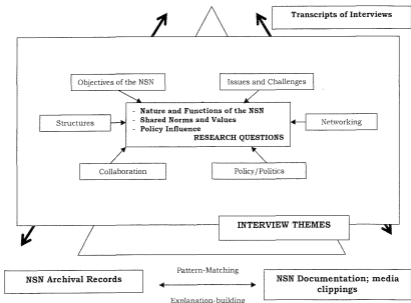 Transcripts of Interviews
Objectives of the NSN
Issues and Challenges
Structures
- Nature and Functions of the NSN
- Shared Norms and Values
- Policy Influence
RESEARCH QUESTIONS
Networking
Collaboration
Policy/Politics
INTERVIEW THEMES
NSN Archival Records
Pattern-Matching
Explanation-building
NSN Documentation; media
clippings